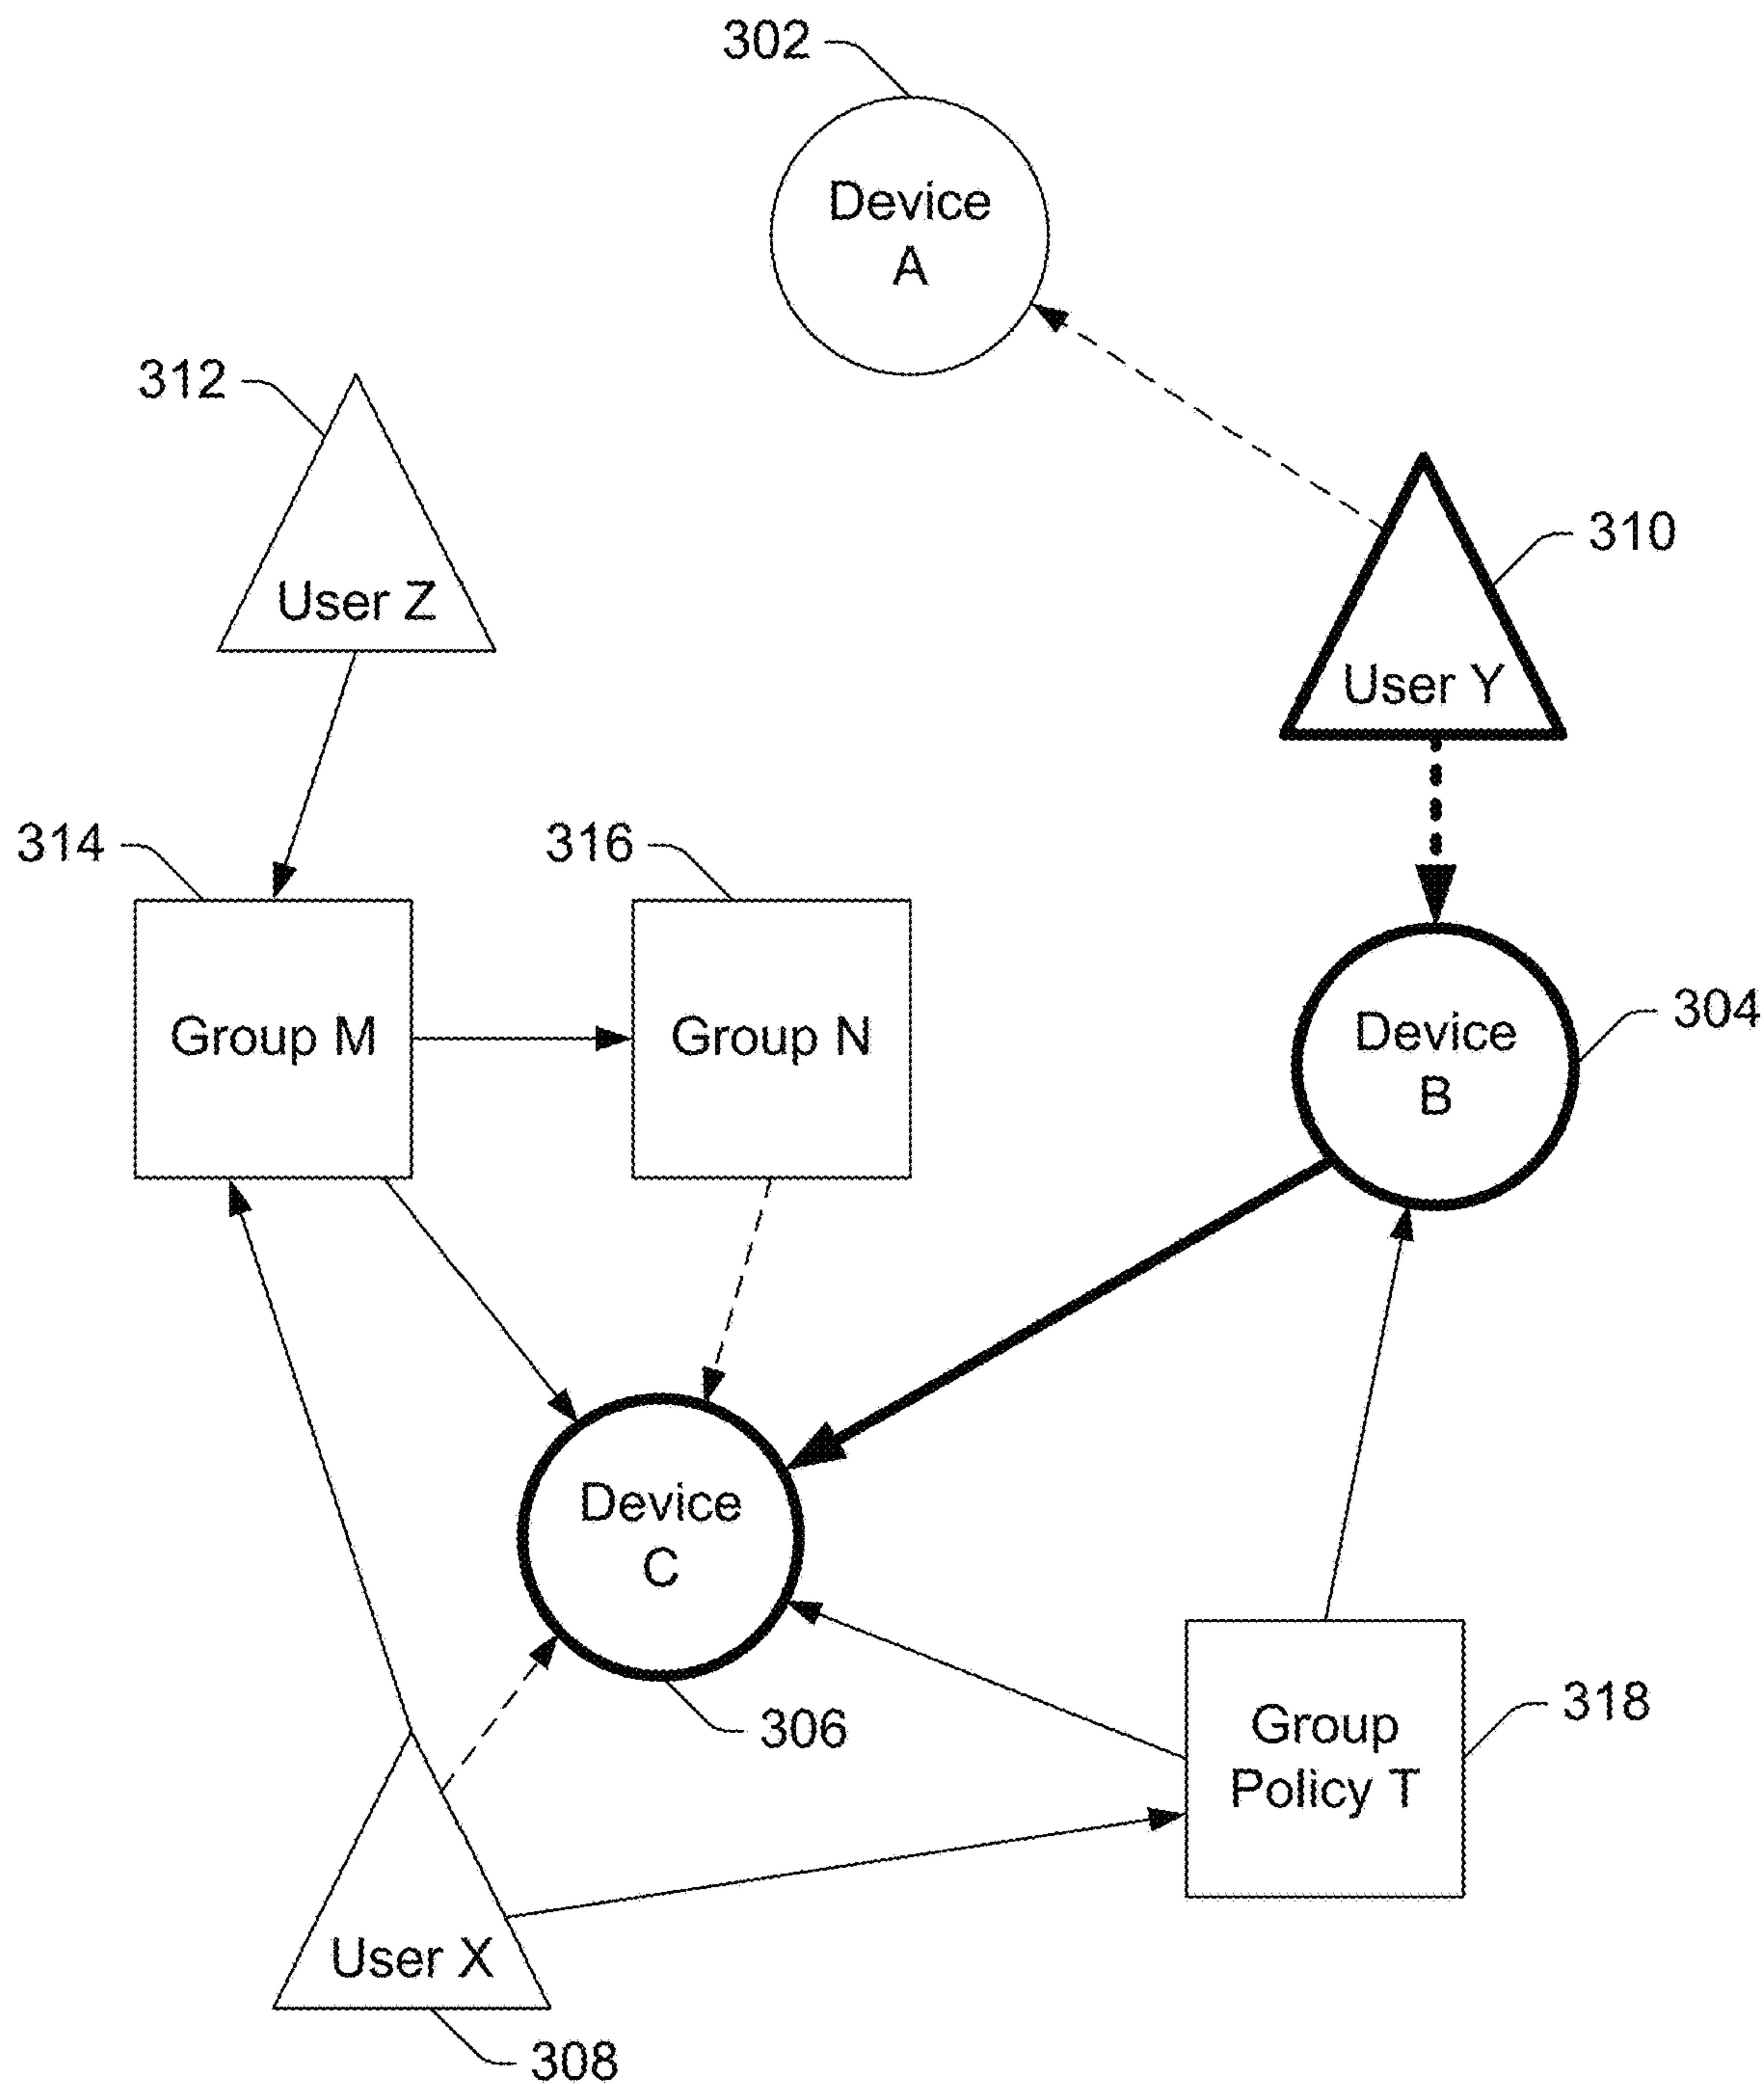 302
Device
A
312
User Z
310
User Y
314
316
Group M
Group N
304
Device
B
Device
C
306
318
Group
Policy T
User X
308